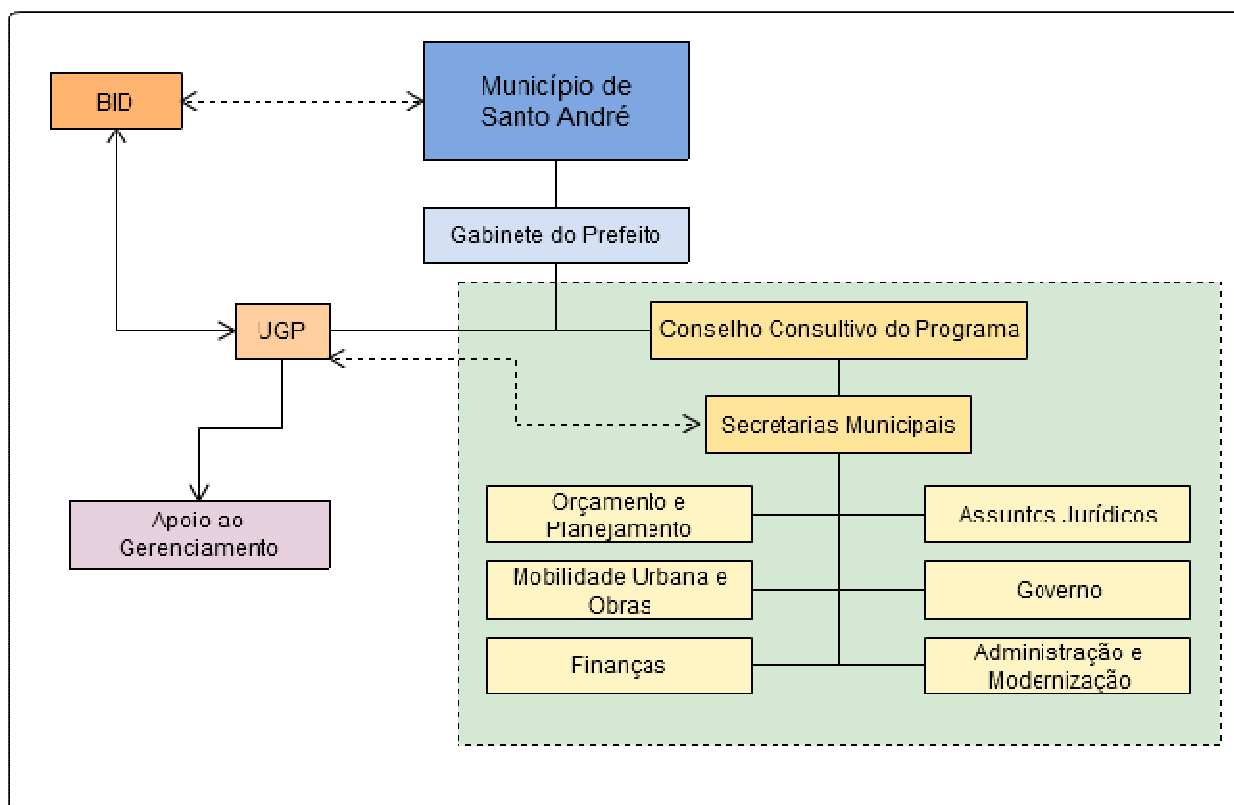 Município de
Santo André
BID
Gabinete do Prefeito
UGP
Conselho Consultivo do Programa
Secretarias Municipais
Orçamento e
Planejamento
Assuntos Jurídicos
Apoio ao
Gerenciamento
Mobilidade Urbana e
Obras
Governo
Finanças
Administração e
Modernização